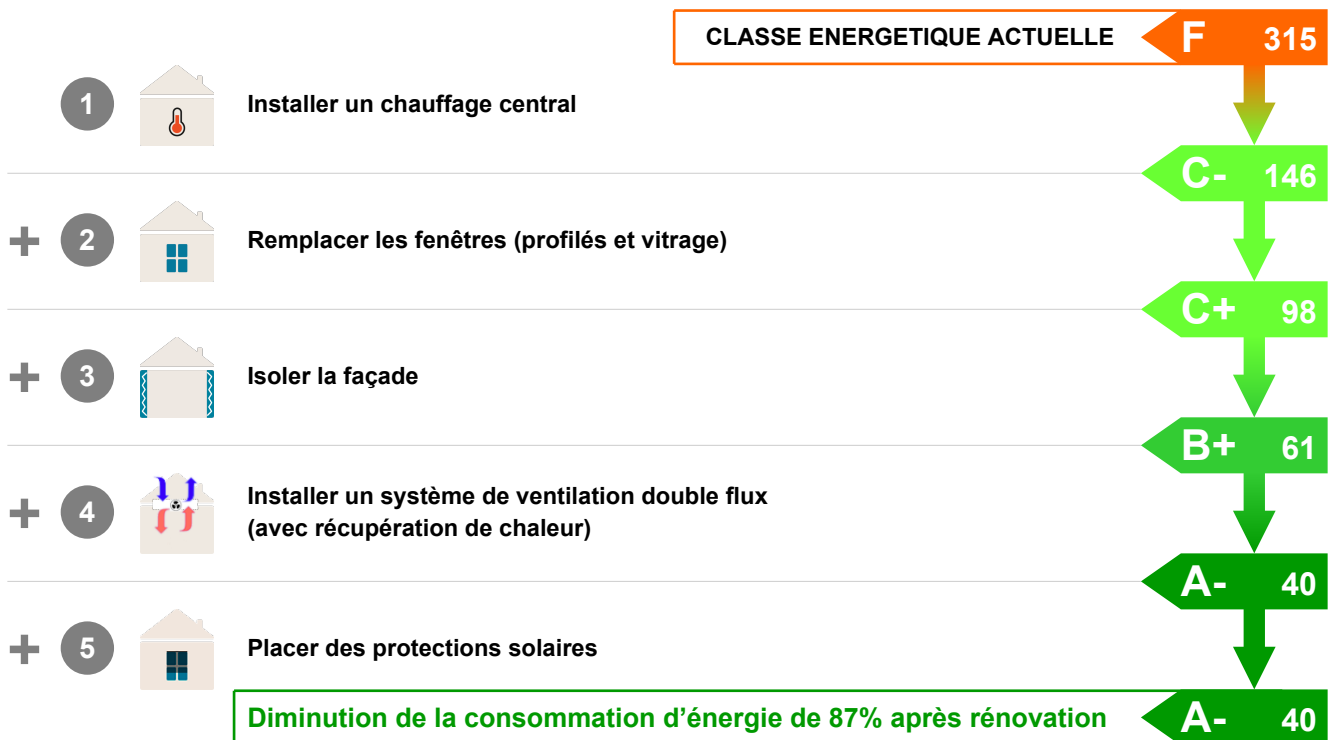 CLASSE ENERGETIQUE ACTUELLE F 315
1 Installer un chauffage central
C- 146
+ 2 Remplacer les fenêtres (profilés et vitrage)
C+ 98
+ 3 Isoler la façade
B+ 61
+ 4 Installer un système de ventilation double flux
(avec récupération de chaleur)
A- 40
+ 5 Placer des protections solaires
Diminution de la consommation d’énergie de 87% après rénovation A- 40